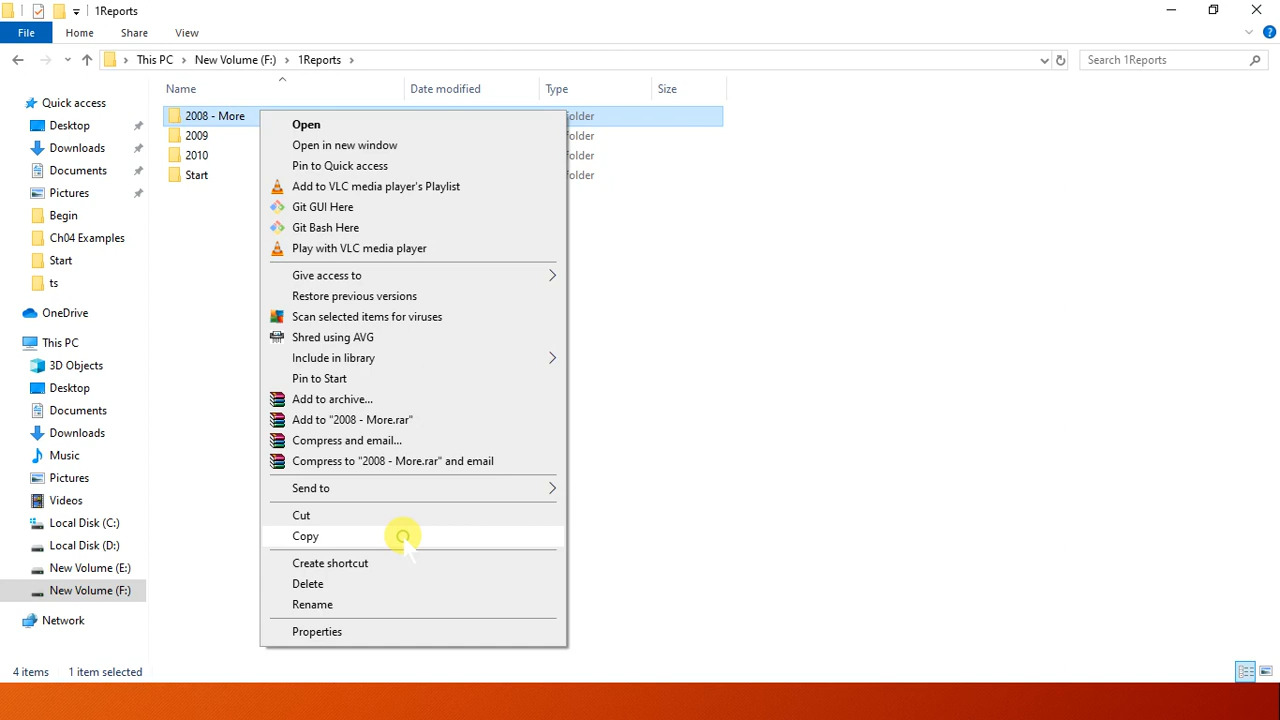 1Reports
File Home Share View
This PC New Volume (F:) 1Reports Search 1Reports
Name Date modified Type Size
Quick access
Desktop
Downloads
Documents
Pictures
Begin
Ch04 Examples
Start
ts
OneDrive
This PC
3D Objects
Desktop
Documents
Downloads
Music
Pictures
Videos
Local Disk (C:)
Local Disk (D:)
New Volume (E:)
New Volume (F:)
Network
2008 - More older
2009 folder
2010 folder
Start folder
Open
Open in new window
Pin to Quick access
Add to VLC media player's Playlist
Git GUI Here
Git Bash Here
Play with VLC media player
Give access to
Restore previous versions
Scan selected items for viruses
Shred using AVG
Include in library
Pin to Start
Add to archive...
Add to "2008 - More.rar"
Compress and email...
Compress to "2008 - More.rar" and email
Send to
Cut
Copy
Create shortcut
Delete
Rename
Properties
4 items 1 item selected